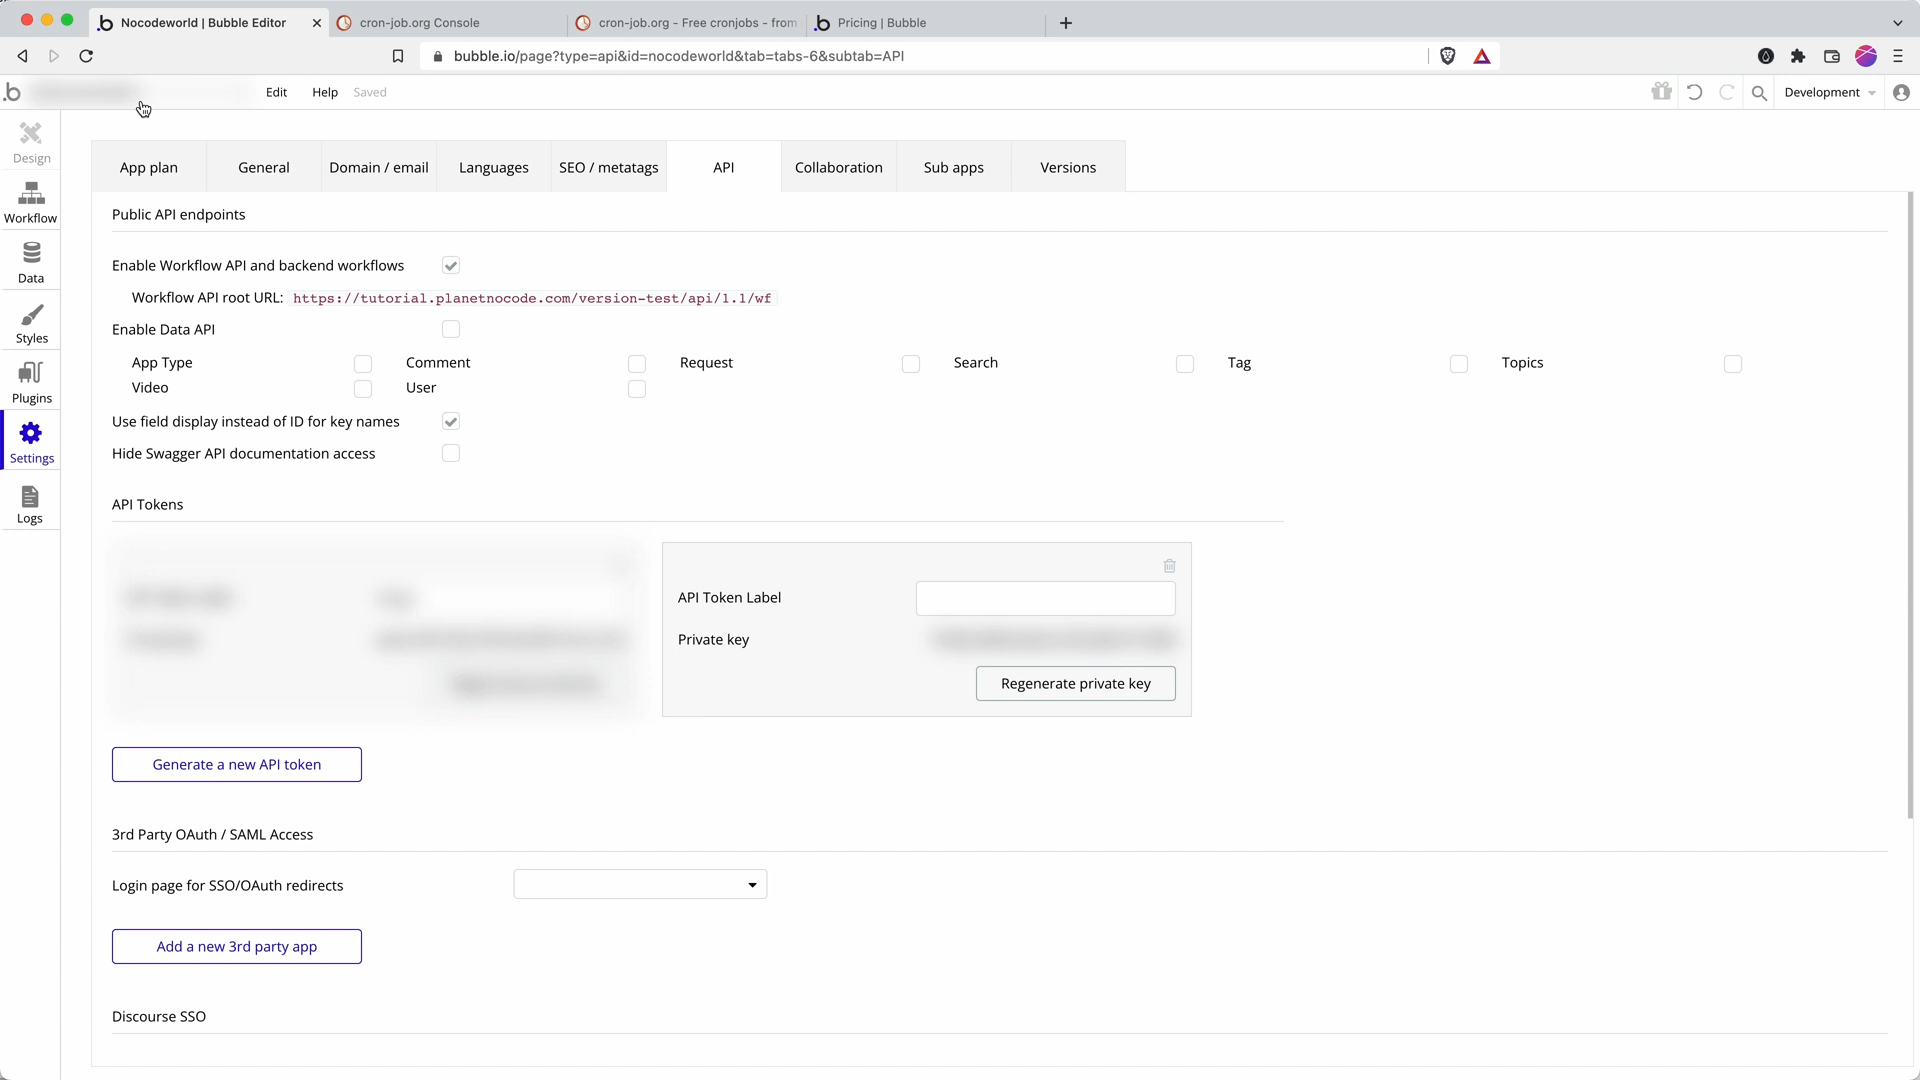 Nocodeworld | Bubble Editor
cron-job.org Console
cron-job.org - Free cronjobs - from
Pricing | Bubble
bubble.io/page?type=api&id=nocodeworld&tab=tabs-6&subtab=API
Edit Help Saved
Development
Design
Workflow
Data
Styles
Plugins
Settings
Logs
App plan General Domain / email Languages SEO / metatags API Collaboration Sub apps Versions
Public API endpoints
Enable Workflow API and backend workflows
Workflow API root URL: https://tutorial.planetnocode.com/version-test/api/1.1/wf
Enable Data API
App Type Comment Request Search Tag Topics
Video User
Use field display instead of ID for key names
Hide Swagger API documentation access
API Tokens
API Token Label
Private key
Regenerate private key
Generate a new API token
3rd Party OAuth / SAML Access
Login page for SSO/OAuth redirects
Add a new 3rd party app
Discourse SSO